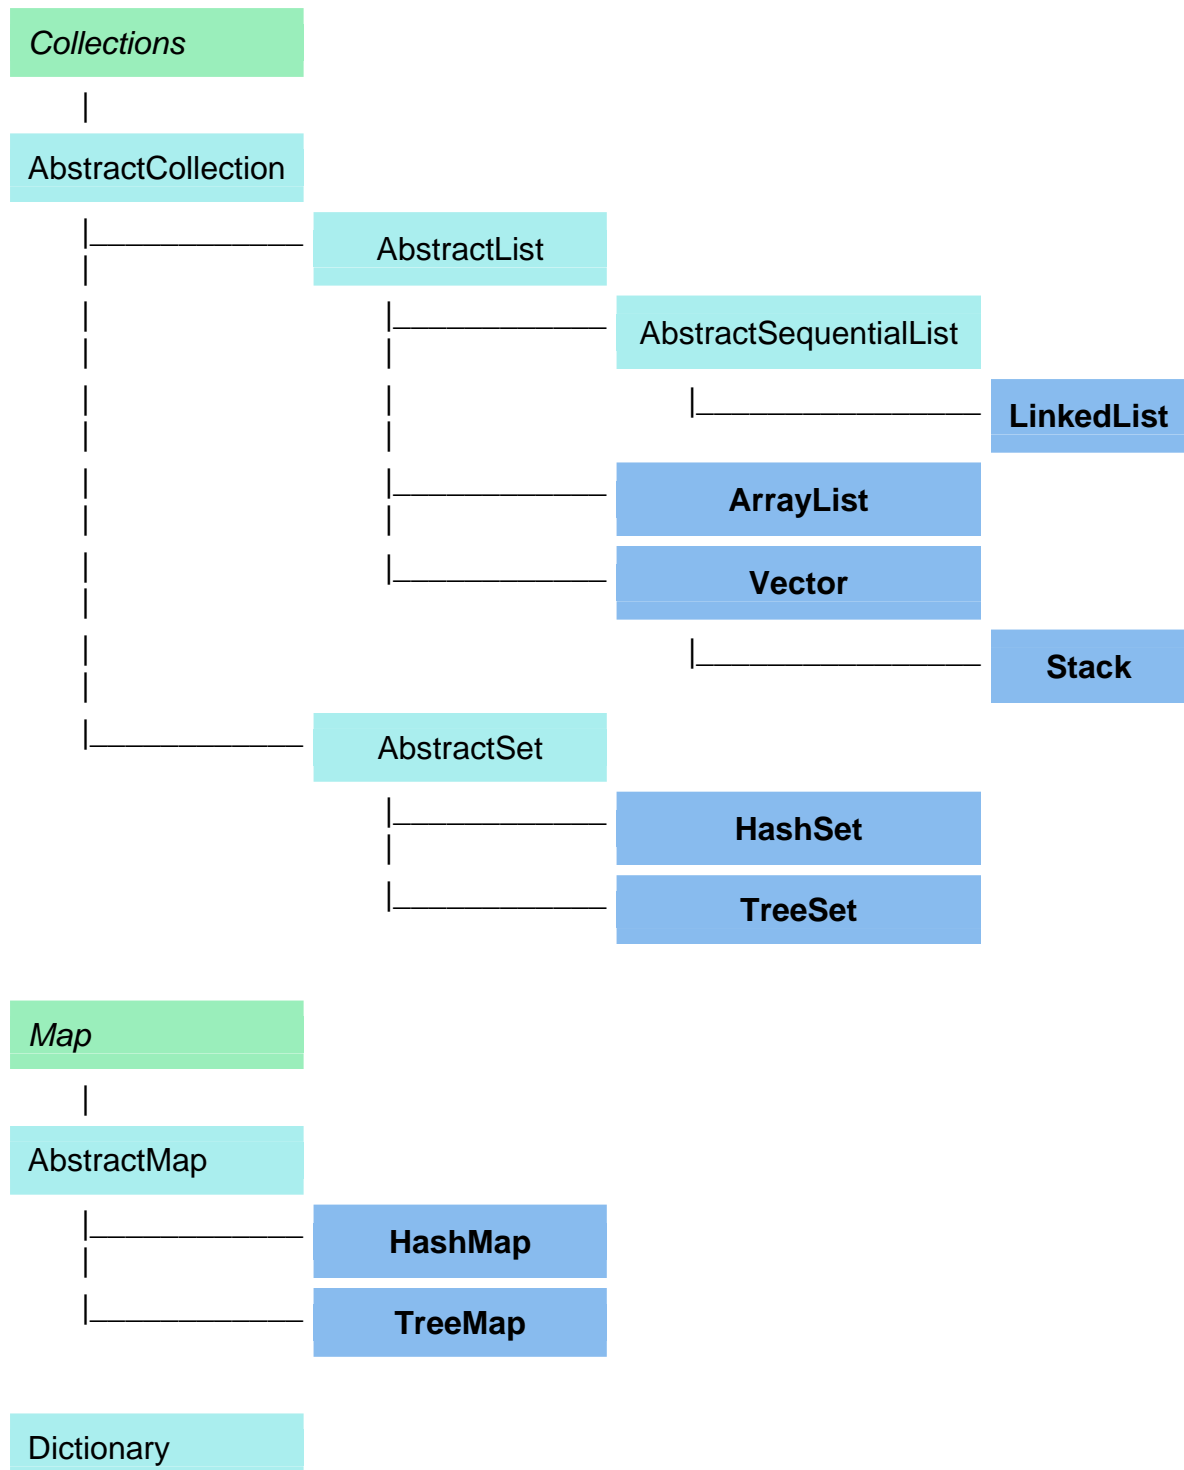 Collections
AbstractCollection
AbstractList
AbstractSequentialList
LinkedList
ArrayList
Vector
Stack
AbstractSet
HashSet
TreeSet
Map
AbstractMap
HashMap
TreeMap
Dictionary